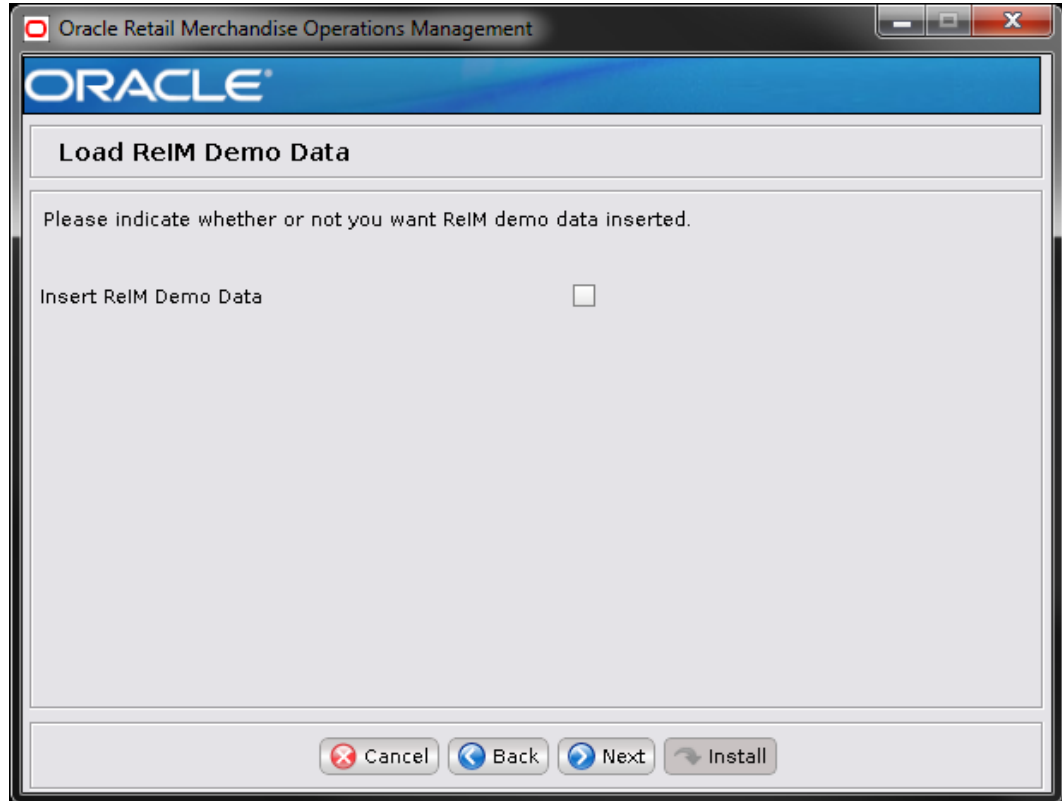 Oracle Retail Merchandise Operations Management
ORACLE®
Load ReIM Demo Data
Please indicate whether or not you want ReIM demo data inserted.
Insert ReIM Demo Data
Cancel Back Next Install